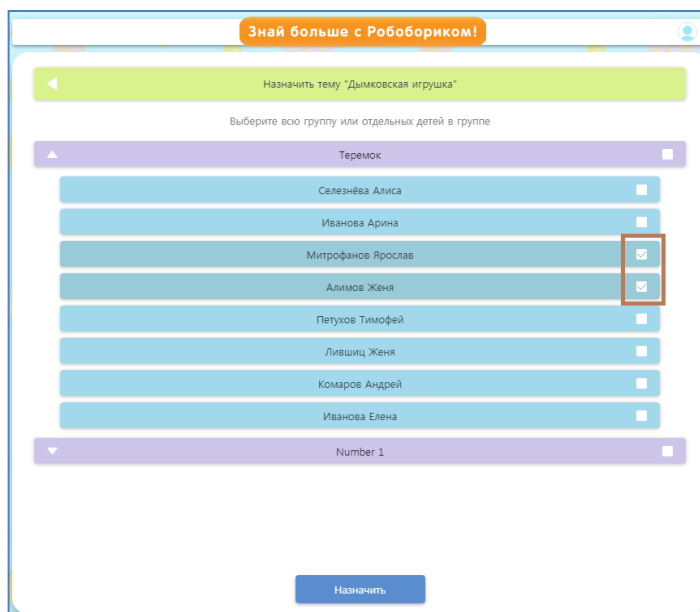 Знай больше с Робобориком!
Назначить тему "Дымковская игрушка"
Выберите всю группу или отдельных детей в группе
Теремок
Селезнёва Алиса
Иванова Арина
Митрофанов Ярослав
Алимов Женя
Петухов Тимофей
Лившиц Женя
Комаров Андрей
Иванова Елена
Number 1
Назначить